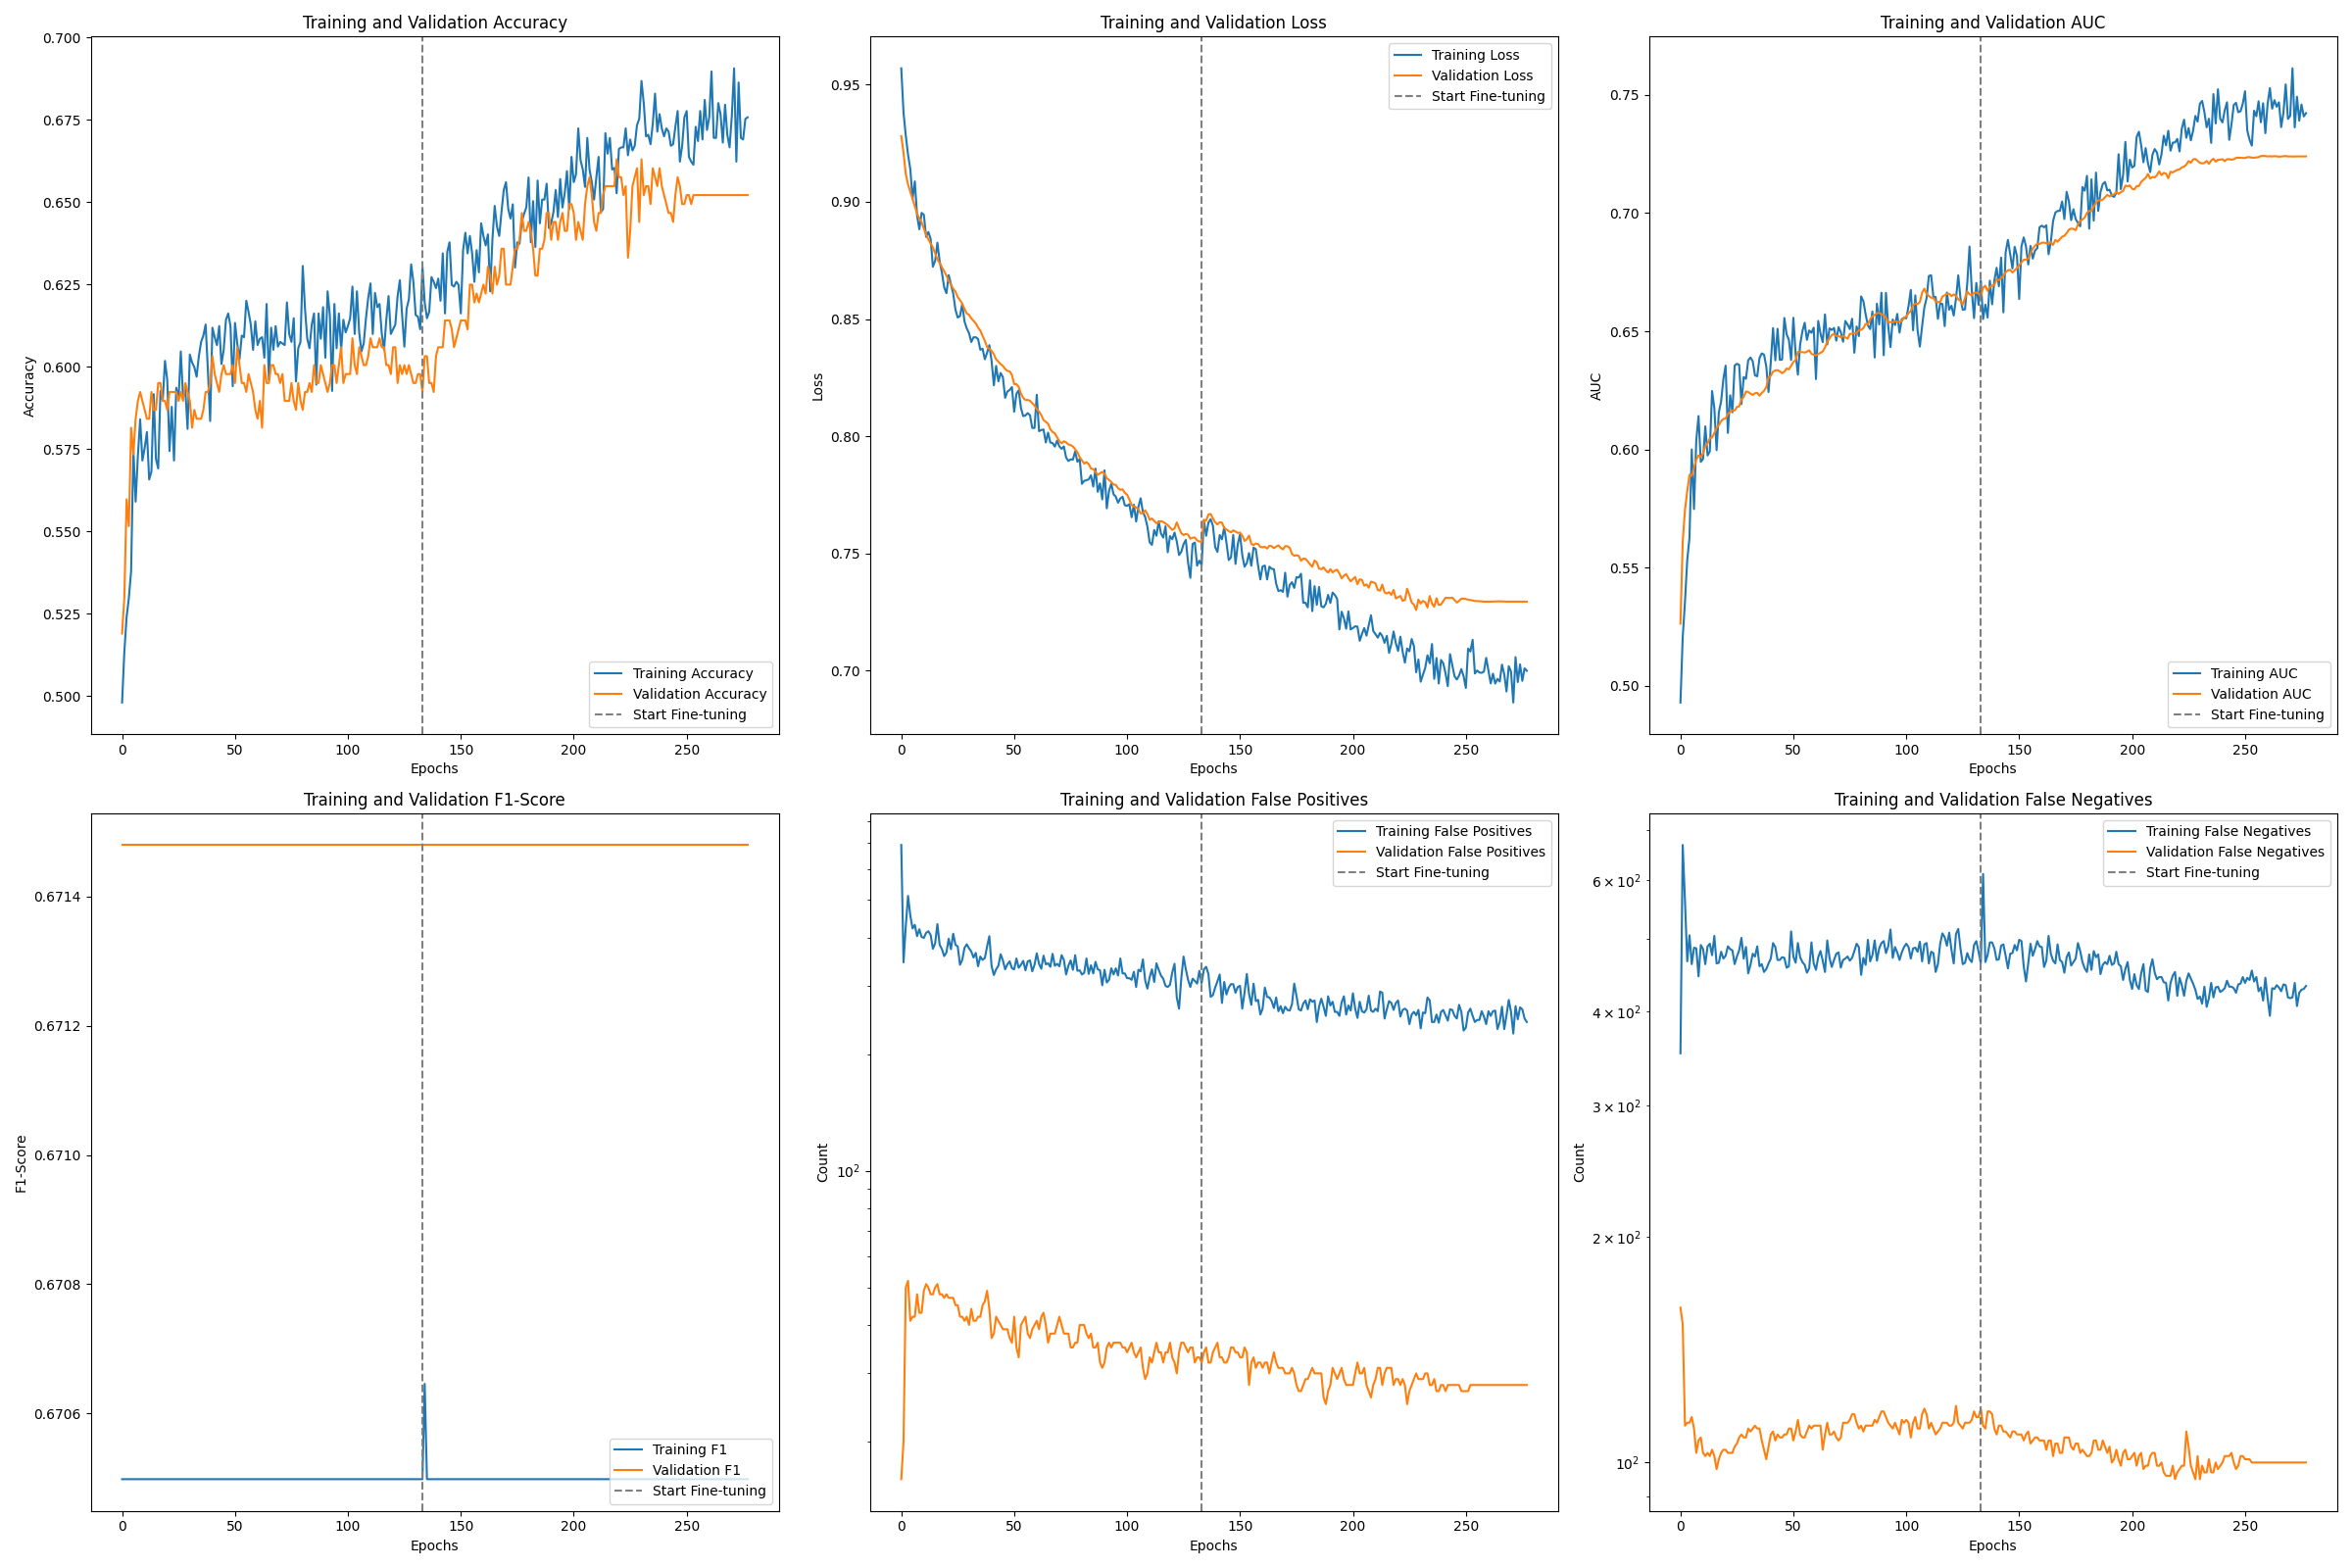 Training and Validation Accuracy
0.700
0.675
0.650
0.625
0.600
0.575
0.550
0.525
0.500
Accuracy
Training Accuracy
Validation Accuracy
Start Fine-tuning
0 50 100 150 200 250
Epochs
Training and Validation Loss
0.95
0.90
0.85
0.80
0.75
0.70
Loss
Training Loss
Validation Loss
Start Fine-tuning
0 50 100 150 200 250
Epochs
Training and Validation AUC
0.75
0.70
0.65
0.60
0.55
0.50
AUC
Training AUC
Validation AUC
Start Fine-tuning
0 50 100 150 200 250
Epochs
Training and Validation F1-Score
0.6714
0.6712
0.6710
0.6708
0.6706
F1-Score
Training F1
Validation F1
Start Fine-tuning
0 50 100 150 200 250
Epochs
Training and Validation False Positives
Training False Positives
Validation False Positives
Start Fine-tuning
10²
Count
0 50 100 150 200 250
Epochs
Training and Validation False Negatives
Training False Negatives
Validation False Negatives
Start Fine-tuning
6 × 10²
4 × 10²
3 × 10²
2 × 10²
10²
Count
0 50 100 150 200 250
Epochs